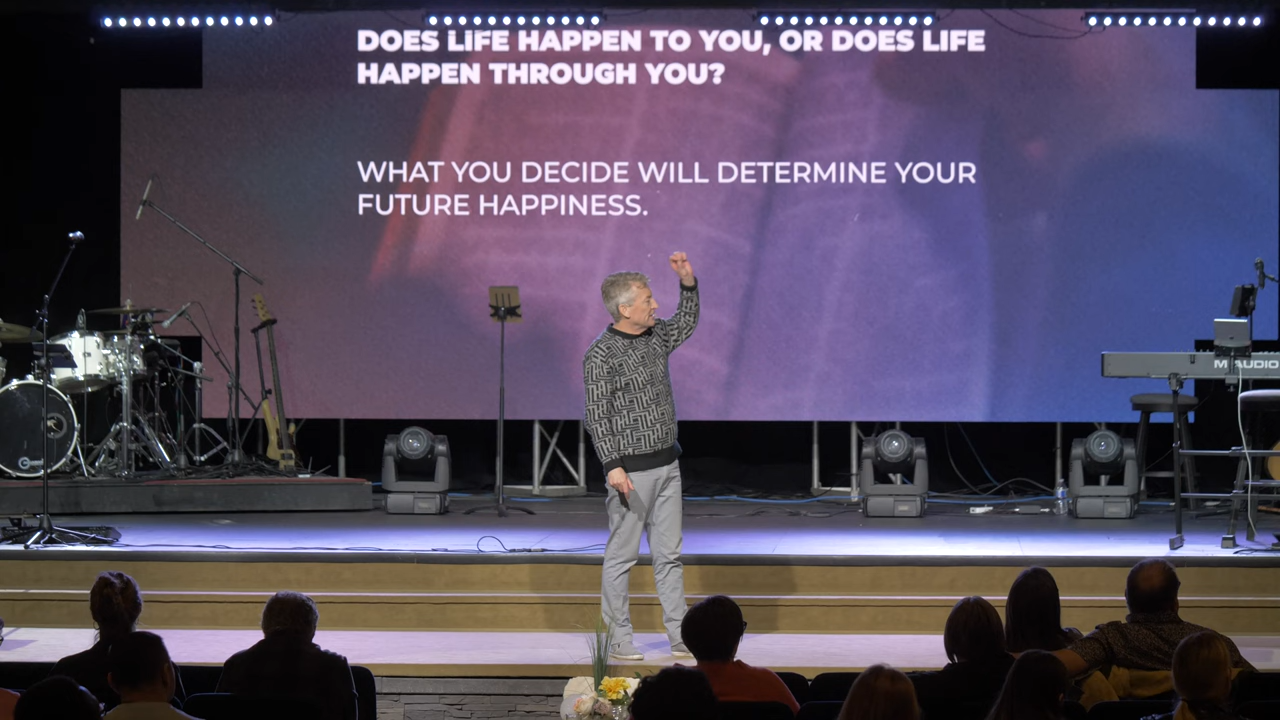 DOES LIFE HAPPEN TO YOU, OR DOES LIFE
HAPPEN THROUGH YOU?
WHAT YOU DECIDE WILL DETERMINE YOUR
FUTURE HAPPINESS.
M-AUDIO